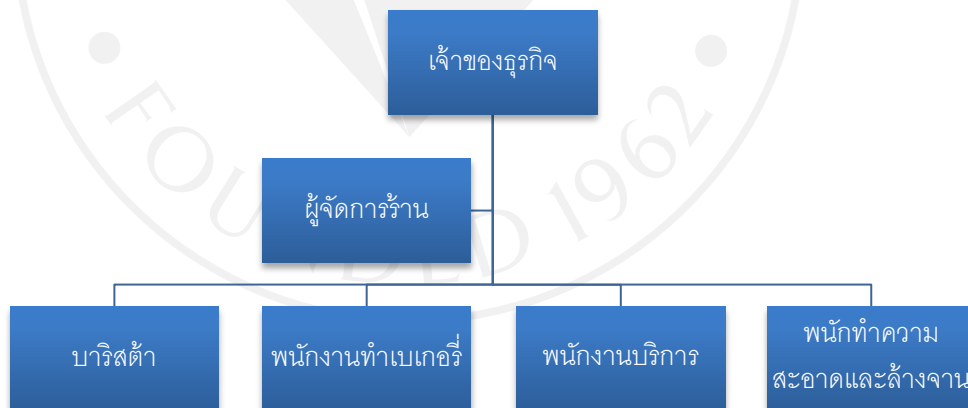 เจ้าของธุรกิจ
ผู้จัดการร้าน
บาริสต้า
พนักงานทำเบเกอรี่
พนักงานบริการ
พนักทำความ
สะอาดและล้างจาน
FOUNDED 1962